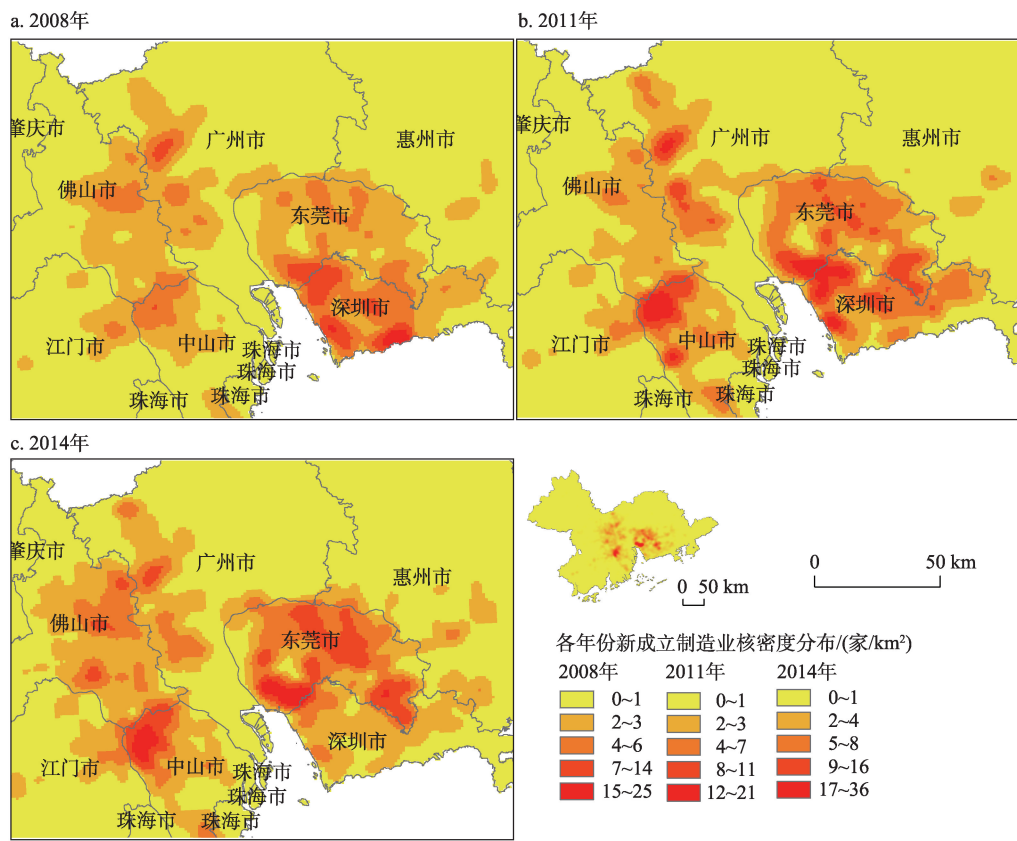 a. 2008年
肇庆市
广州市
惠州市
佛山市
东莞市
深圳市
江门市
中山市
珠海市
珠海市
珠海市
珠海市
b. 2011年
肇庆市
广州市
惠州市
佛山市
东莞市
深圳市
江门市
中山市
珠海市
珠海市
珠海市
珠海市
c. 2014年
肇庆市
广州市
惠州市
佛山市
东莞市
深圳市
江门市
中山市
珠海市
珠海市
珠海市
珠海市
0 50 km
0 50 km
各年份新成立制造业核密度分布/(家/km²)
2008年 2011年 2014年
0~1 0~1 0~1
2~3 2~3 2~4
4~6 4~7 5~8
7~14 8~11 9~16
15~25 12~21 17~36